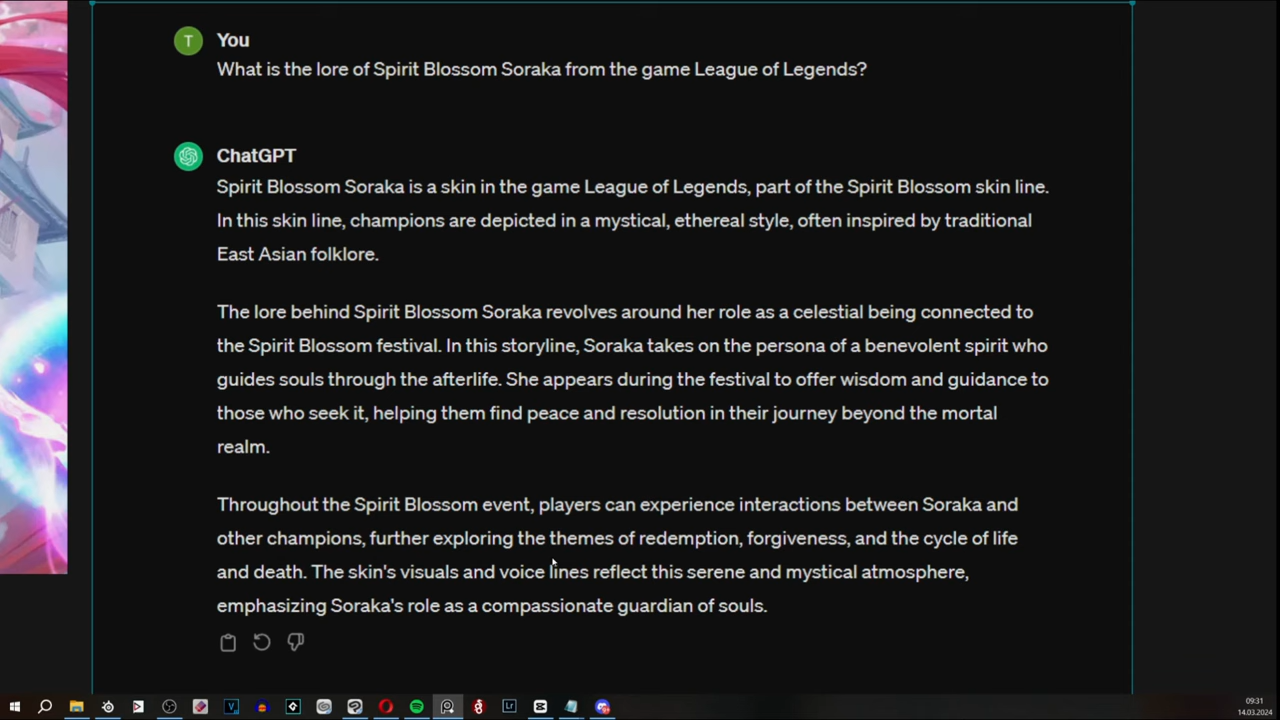 T
You
What is the lore of Spirit Blossom Soraka from the game League of Legends?
ChatGPT
Spirit Blossom Soraka is a skin in the game League of Legends, part of the Spirit Blossom skin line.
In this skin line, champions are depicted in a mystical, ethereal style, often inspired by traditional
East Asian folklore.
The lore behind Spirit Blossom Soraka revolves around her role as a celestial being connected to
the Spirit Blossom festival. In this storyline, Soraka takes on the persona of a benevolent spirit who
guides souls through the afterlife. She appears during the festival to offer wisdom and guidance to
those who seek it, helping them find peace and resolution in their journey beyond the mortal
realm.
Throughout the Spirit Blossom event, players can experience interactions between Soraka and
other champions, further exploring the themes of redemption, forgiveness, and the cycle of life
and death. The skin's visuals and voice lines reflect this serene and mystical atmosphere,
emphasizing Soraka's role as a compassionate guardian of souls.
Lr
09:31
14.03.2024